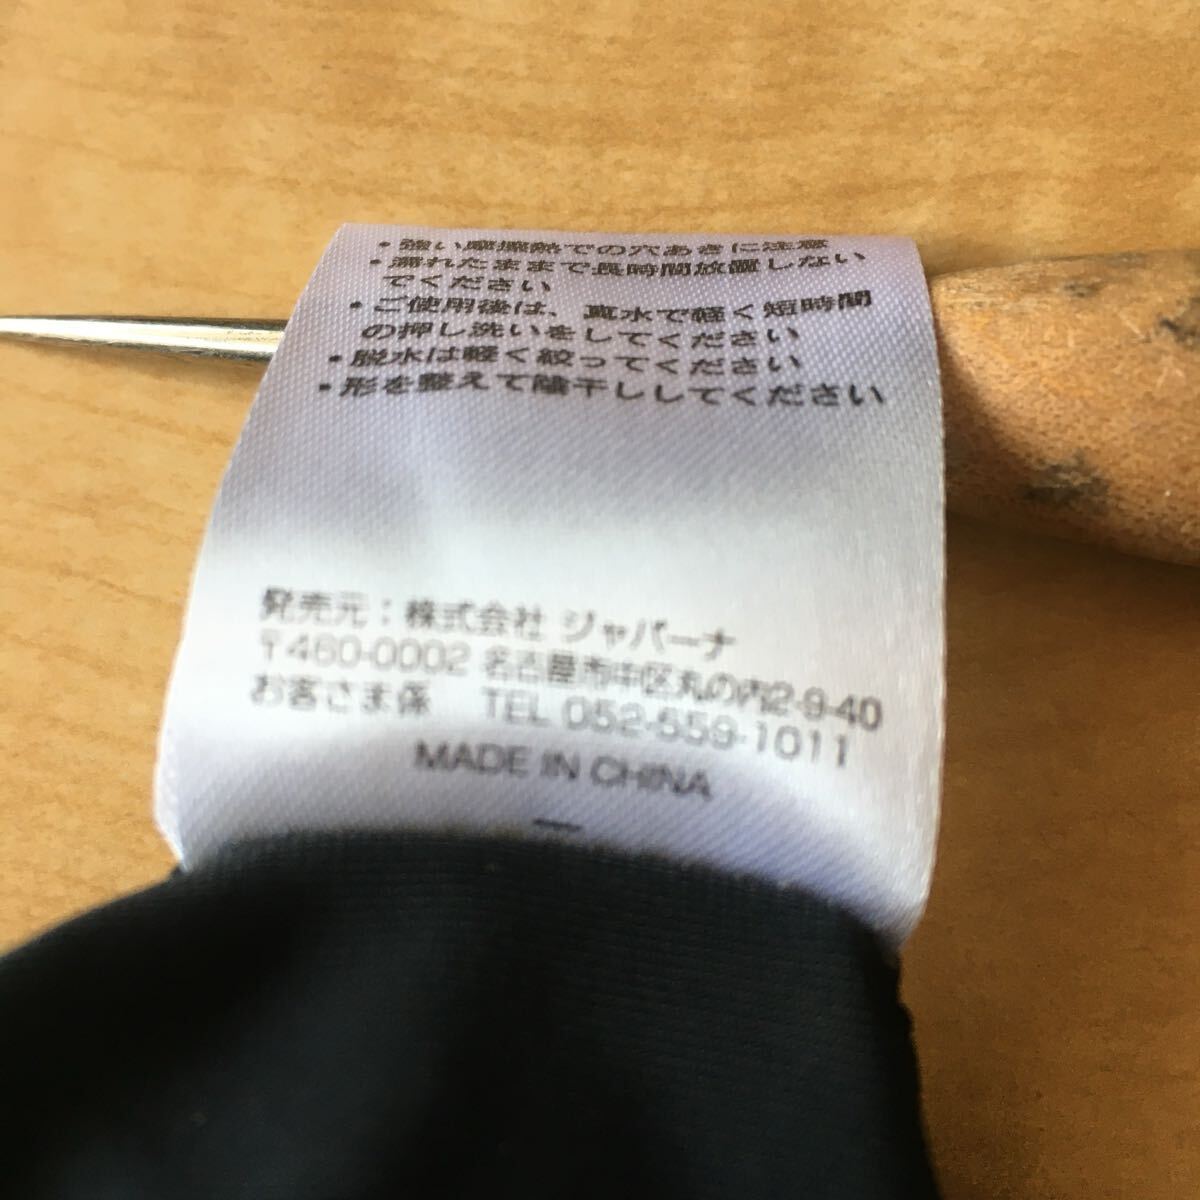 ・強い摩擦熱での穴あきに注意
・濡れたままで長時間放置しない
てください
・ご使用後は、真水で軽く短時間
の押し洗いをしてください
・脱水は軽く絞ってください
・形を整えて陰干ししてください
発売元：株式会社 ジャパーナ
〒460-0002 名古屋市中区丸の内2-9-40
お客さま係 TEL 052-559-1011
MADE IN CHINA